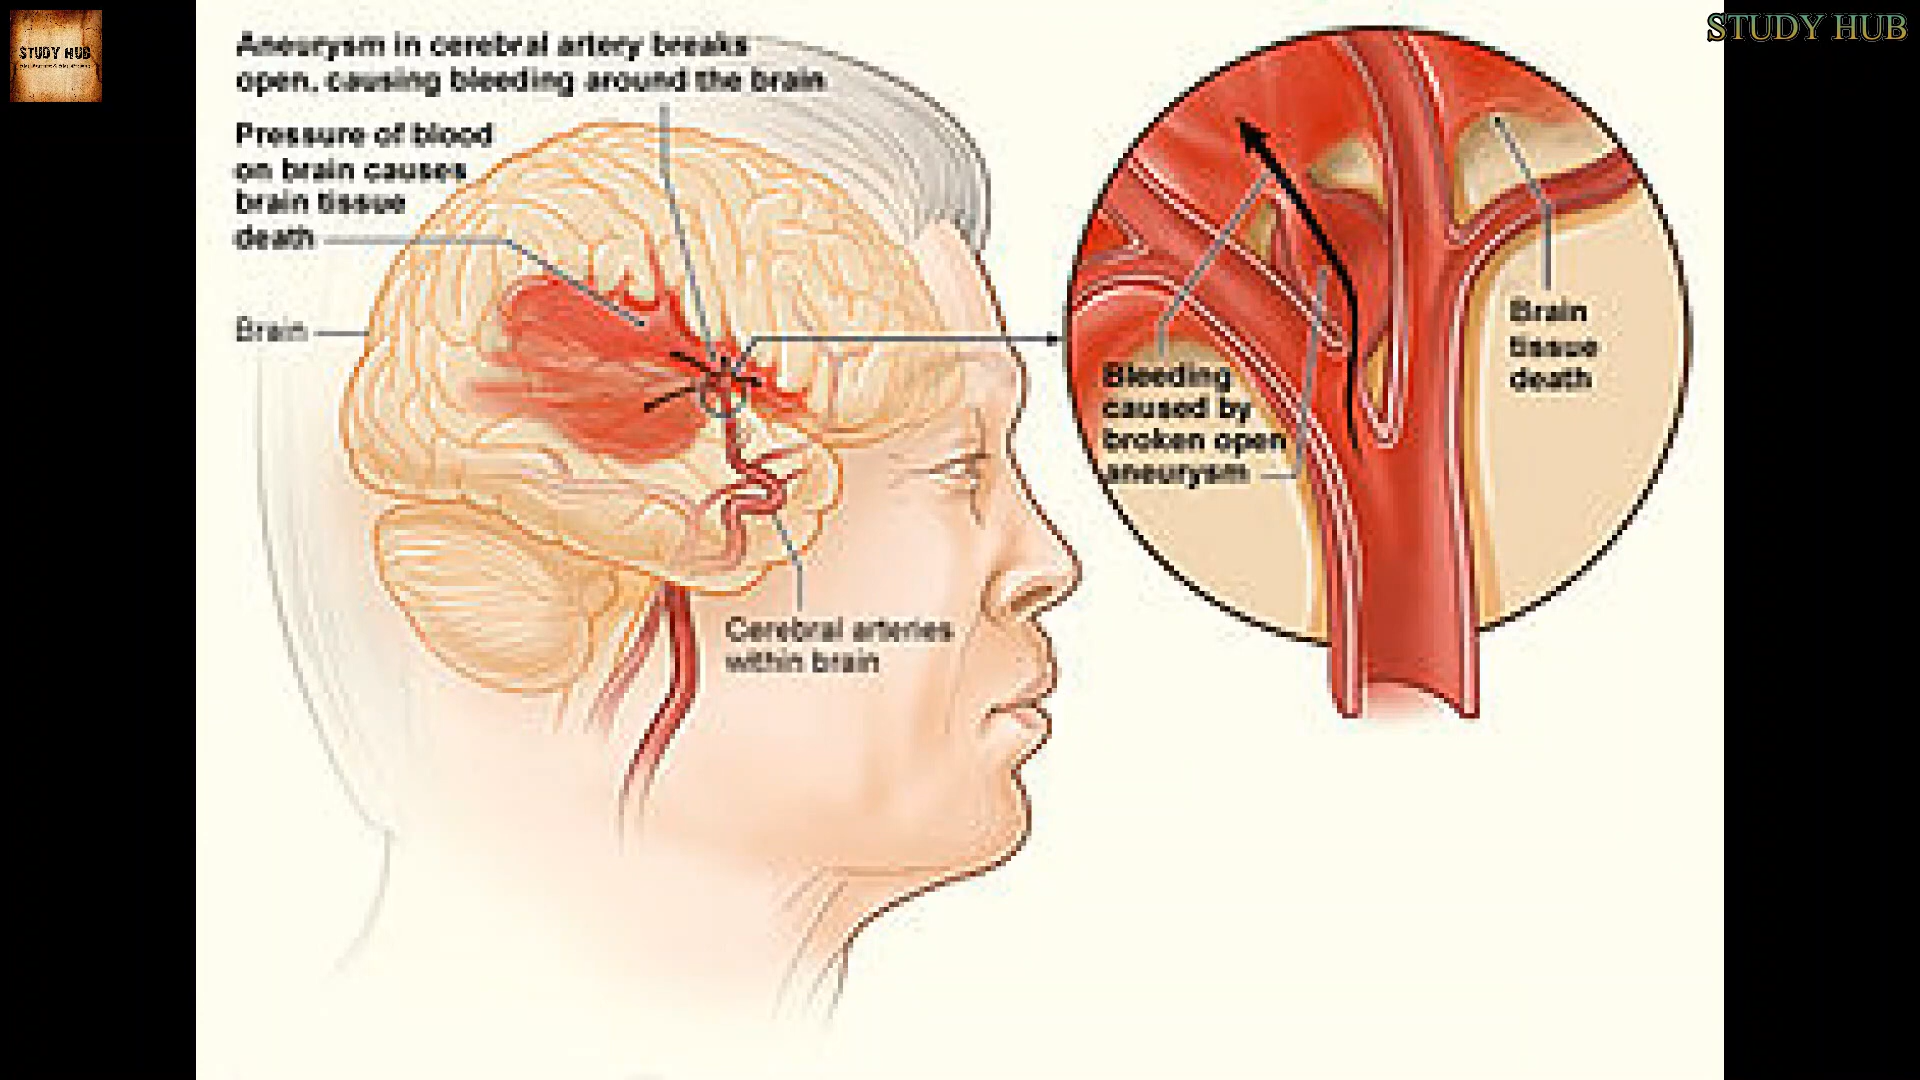 STUDY HUB
STUDY HUB
Aneurysm in cerebral artery breaks
open, causing bleeding around the brain
Pressure of blood
on brain causes
brain tissue
death
Brain
Cerebral arteries
within brain
Bleeding
caused by
broken open
aneurysm
Brain
tissue
death